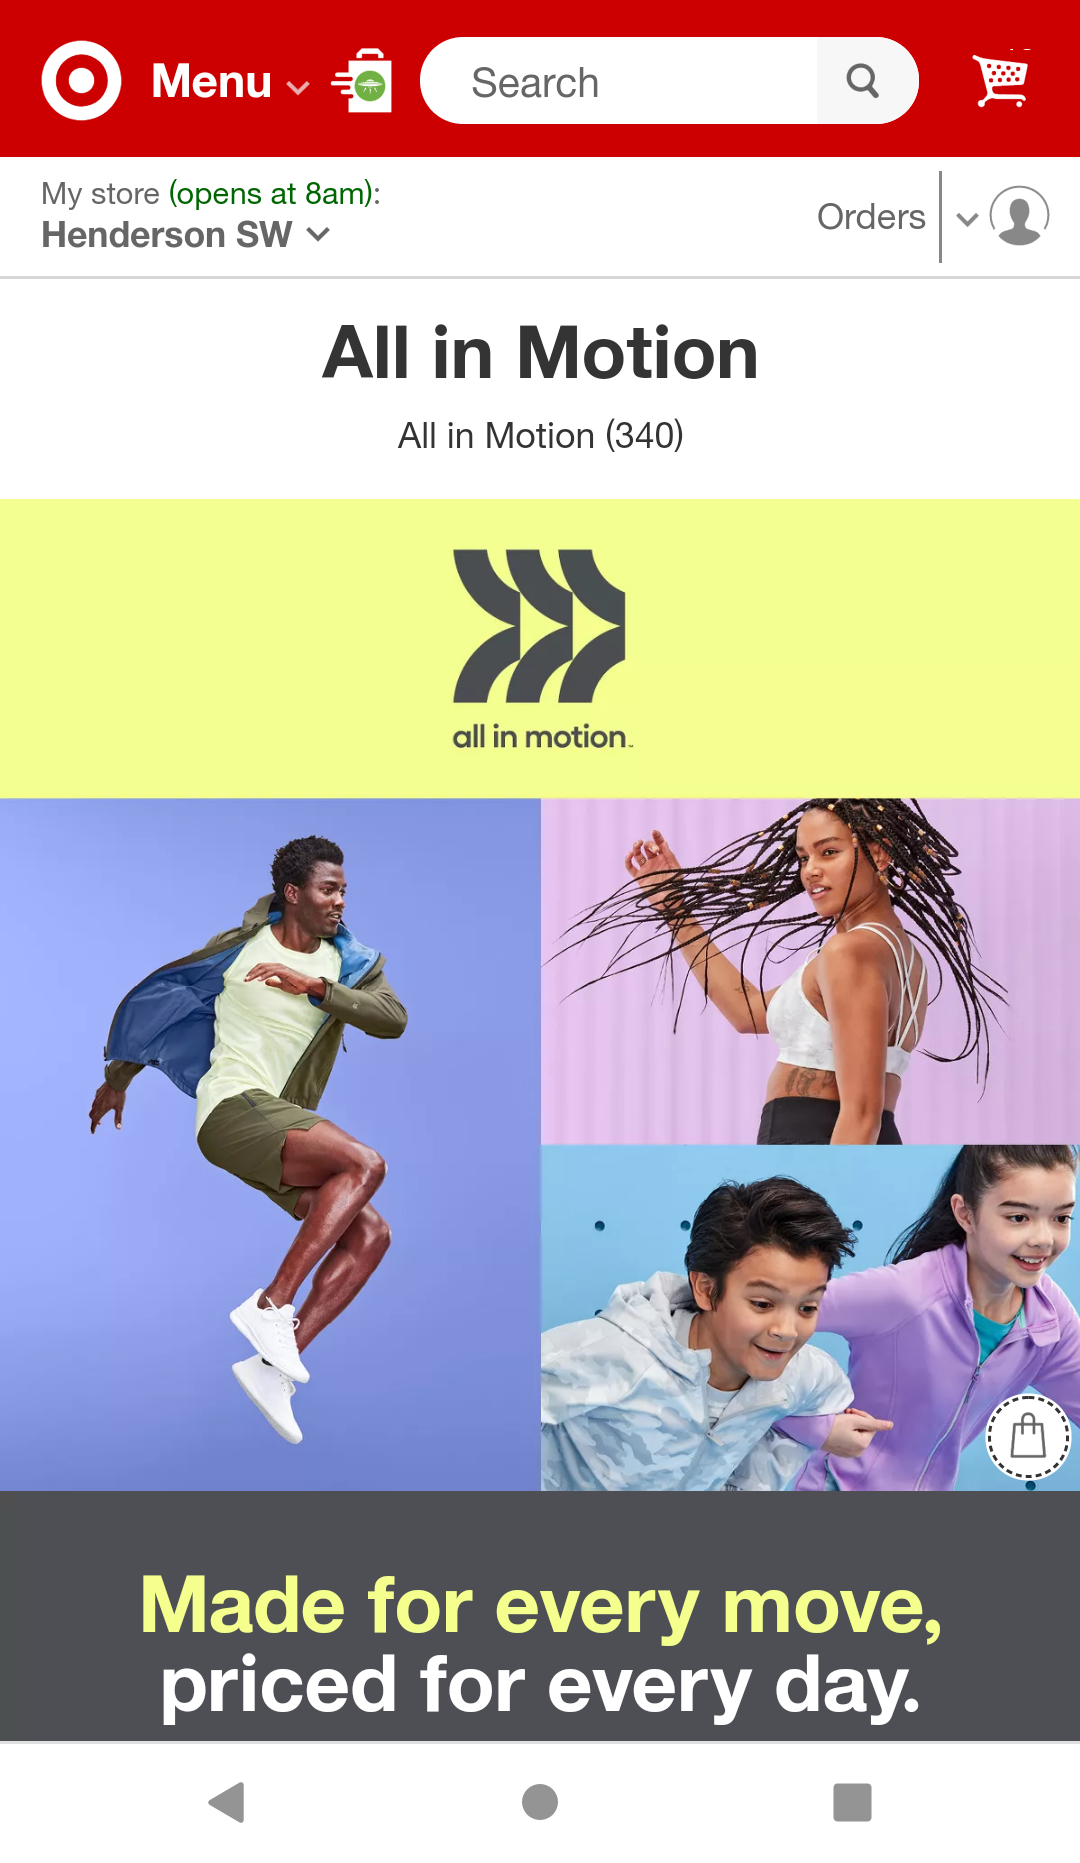 Menu
Search
My store (opens at 8am):
Henderson SW
Orders
All in Motion
All in Motion (340)
all in motion™
Made for every move,
priced for every day.